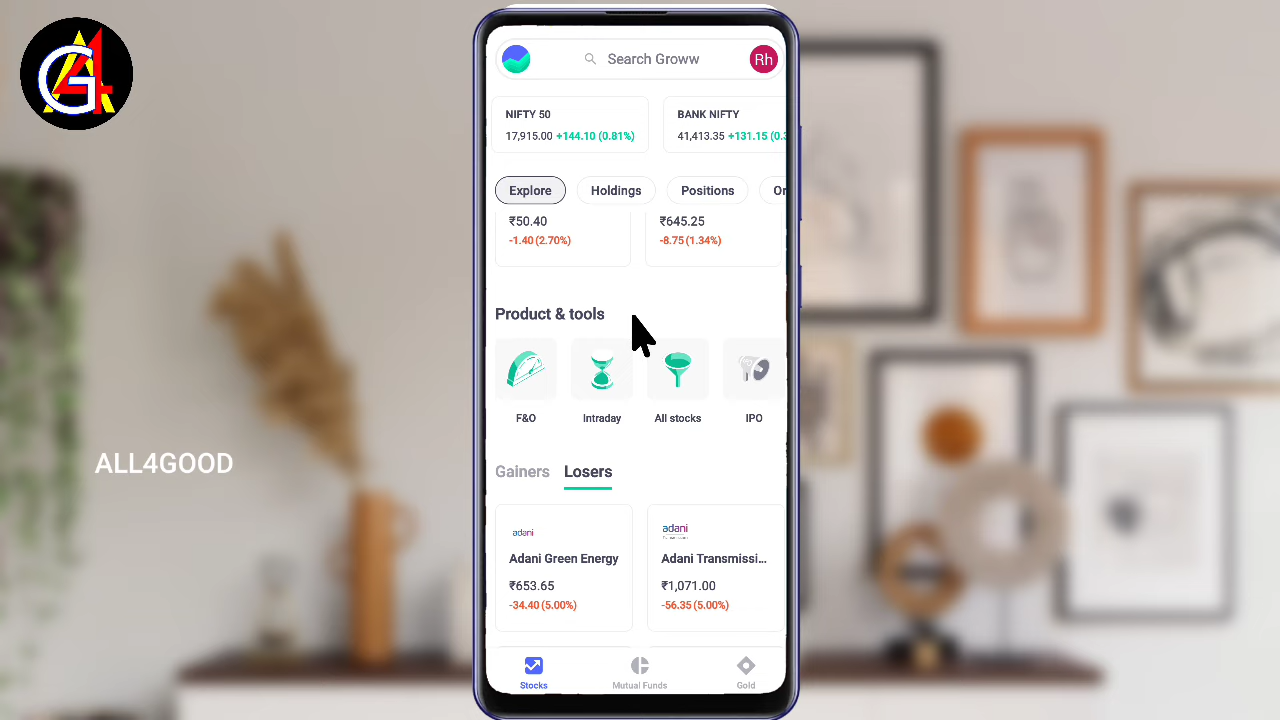 G4
Search Groww
Rh
NIFTY 50
17,915.00 +144.10 (0.81%)
BANK NIFTY
41,413.35 +131.15 (0.3
Explore
Holdings
Positions
Or
₹50.40
-1.40 (2.70%)
₹645.25
-8.75 (1.34%)
Product & tools
F&O
Intraday
All stocks
IPO
ALL4GOOD
Gainers
Losers
adani
Adani Green Energy
₹653.65
-34.40 (5.00%)
adani
Adani Transmissi...
₹1,071.00
-56.35 (5.00%)
Stocks
Mutual Funds
Gold